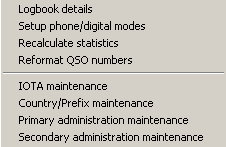 Logbook details
Setup phone/digital modes
Recalculate statistics
Reformat QSO numbers
IOTA maintenance
Country/Prefix maintenance
Primary administration maintenance
Secondary administration maintenance